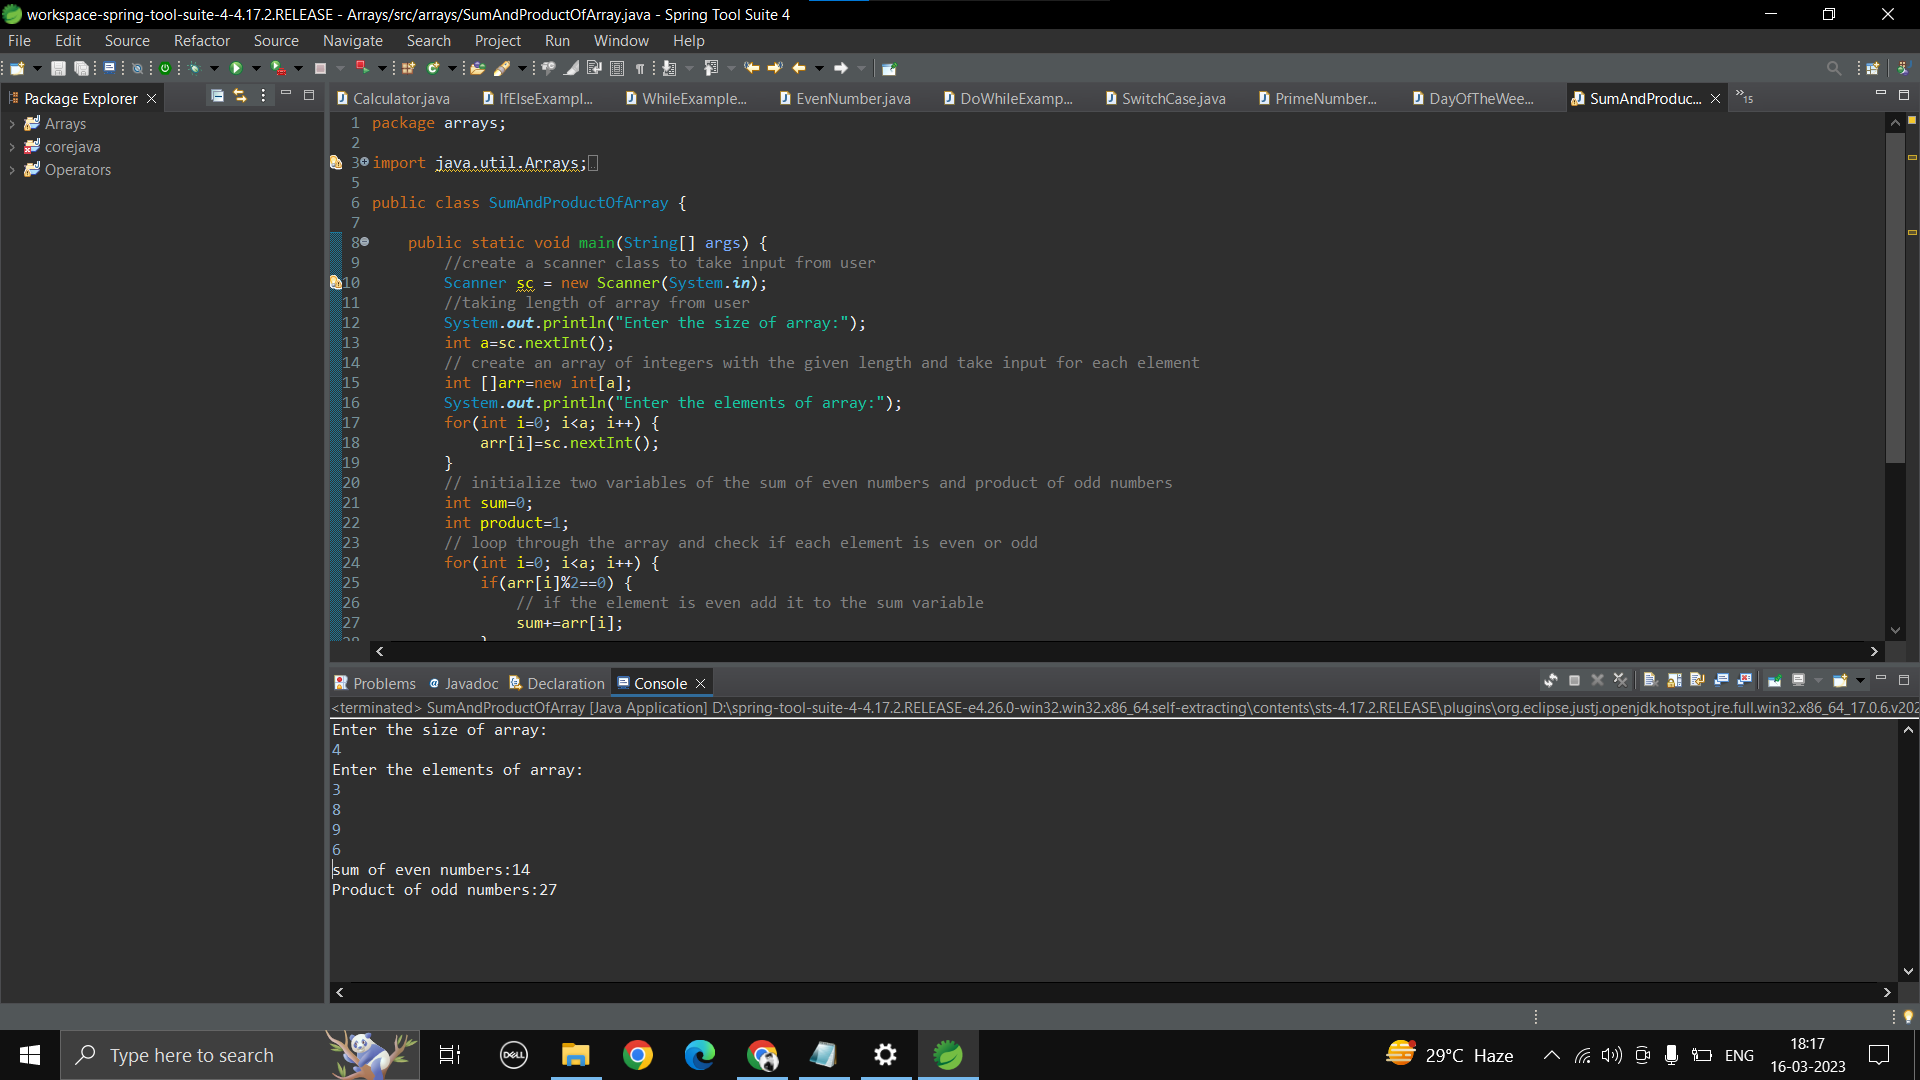 workspace-spring-tool-suite-4-4.17.2.RELEASE - Arrays/src/arrays/SumAndProductOfArray.java - Spring Tool Suite 4
File Edit Source Refactor Source Navigate Search Project Run Window Help
Package Explorer
Arrays
corejava
Operators
Calculator.java IfElseExampl... WhileExample... EvenNumber.java DoWhileExamp... SwitchCase.java PrimeNumber... DayOfTheWee... SumAndProduc... »15
1 package arrays;
2
3 import java.util.Arrays;
5
6 public class SumAndProductOfArray {
7
8 public static void main(String[] args) {
9 //create a scanner class to take input from user
10 Scanner sc = new Scanner(System.in);
11 //taking length of array from user
12 System.out.println("Enter the size of array:");
13 int a=sc.nextInt();
14 // create an array of integers with the given length and take input for each element
15 int []arr=new int[a];
16 System.out.println("Enter the elements of array:");
17 for(int i=0; i<a; i++) {
18 arr[i]=sc.nextInt();
19 }
20 // initialize two variables of the sum of even numbers and product of odd numbers
21 int sum=0;
22 int product=1;
23 // loop through the array and check if each element is even or odd
24 for(int i=0; i<a; i++) {
25 if(arr[i]%2==0) {
26 // if the element is even add it to the sum variable
27 sum+=arr[i];
Problems Javadoc Declaration Console
<terminated> SumAndProductOfArray [Java Application] D:\spring-tool-suite-4-4.17.2.RELEASE-e4.26.0-win32.win32.x86_64.self-extracting\contents\sts-4.17.2.RELEASE\plugins\org.eclipse.justj.openjdk.hotspot.jre.full.win32.x86_64_17.0.6.v202
Enter the size of array:
4
Enter the elements of array:
3
8
9
6
sum of even numbers:14
Product of odd numbers:27
Type here to search
DELL
29°C Haze
ENG
18:17
16-03-2023